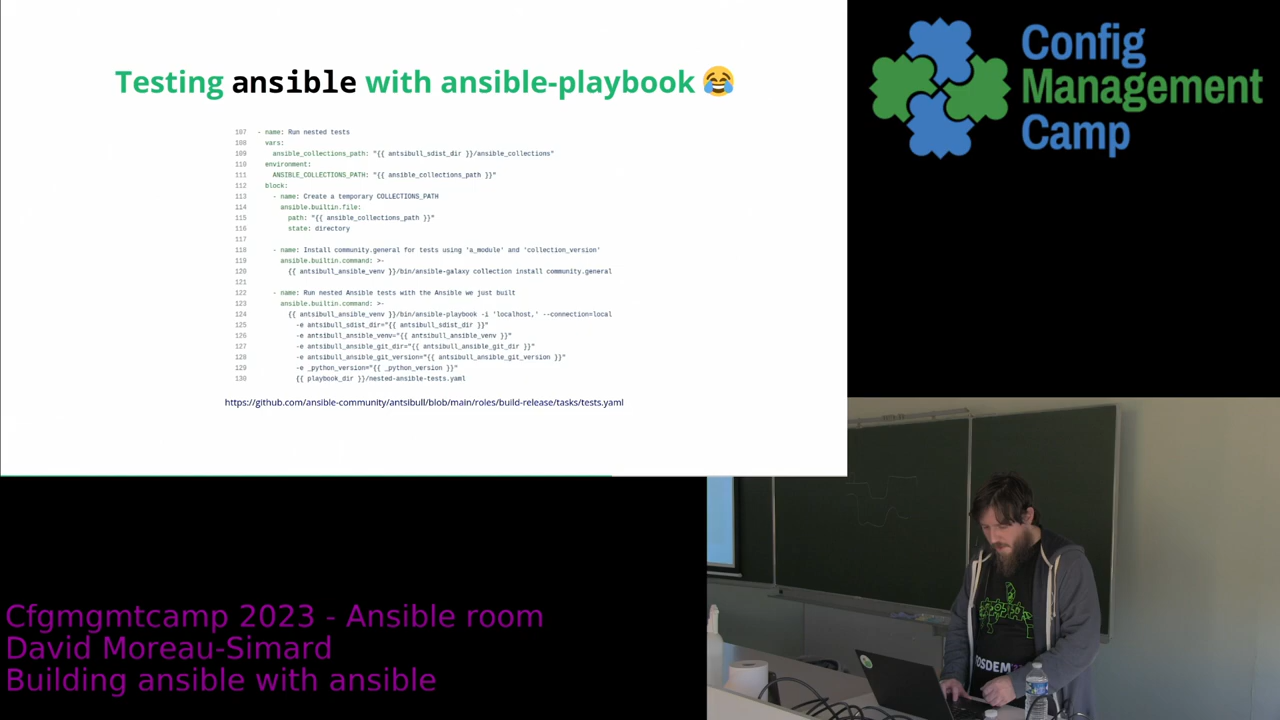 Testing ansible with ansible-playbook 😂
107 - name: Run nested tests
108 vars:
109 ansible_collections_path: "{{ antsibull_sdist_dir }}/ansible_collections"
110 environment:
111 ANSIBLE_COLLECTIONS_PATH: "{{ ansible_collections_path }}"
112 block:
113 - name: Create a temporary COLLECTIONS_PATH
114 ansible.builtin.file:
115 path: "{{ ansible_collections_path }}"
116 state: directory
117
118 - name: Install community.general for tests using 'a_module' and 'collection_version'
119 ansible.builtin.command: >-
120 {{ antsibull_ansible_venv }}/bin/ansible-galaxy collection install community.general
121
122 - name: Run nested Ansible tests with the Ansible we just built
123 ansible.builtin.command: >-
124 {{ antsibull_ansible_venv }}/bin/ansible-playbook -i 'localhost,' --connection=local
125 -e antsibull_sdist_dir="{{ antsibull_sdist_dir }}"
126 -e antsibull_ansible_venv="{{ antsibull_ansible_venv }}"
127 -e antsibull_ansible_git_dir="{{ antsibull_ansible_git_dir }}"
128 -e antsibull_ansible_git_version="{{ antsibull_ansible_git_version }}"
129 -e _python_version="{{ _python_version }}"
130 {{ playbook_dir }}/nested-ansible-tests.yaml
https://github.com/ansible-community/antsibull/blob/main/roles/build-release/tasks/tests.yaml
Config
Management
Camp
Cfgmgmtcamp 2023 - Ansible room
David Moreau-Simard
Building ansible with ansible